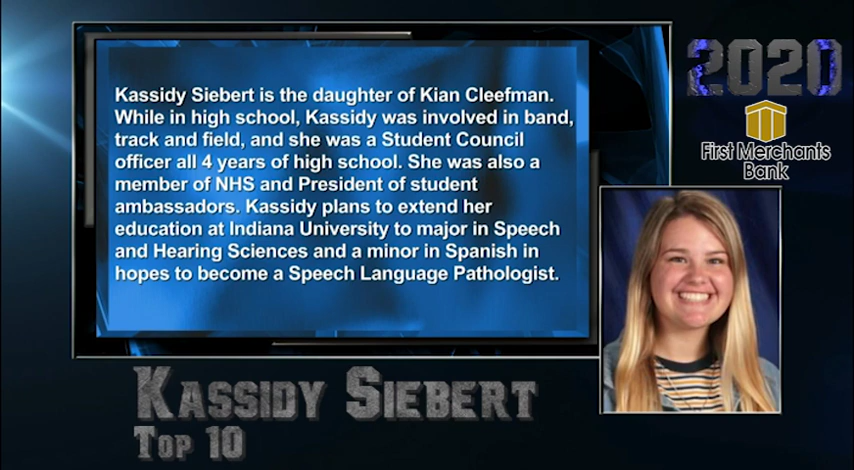 Kassidy Siebert is the daughter of Kian Cleefman.
While in high school, Kassidy was involved in band,
track and field, and she was a Student Council
officer all 4 years of high school. She was also a
member of NHS and President of student
ambassadors. Kassidy plans to extend her
education at Indiana University to major in Speech
and Hearing Sciences and a minor in Spanish in
hopes to become a Speech Language Pathologist.
2020
First Merchants
Bank
Kassidy Siebert
Top 10